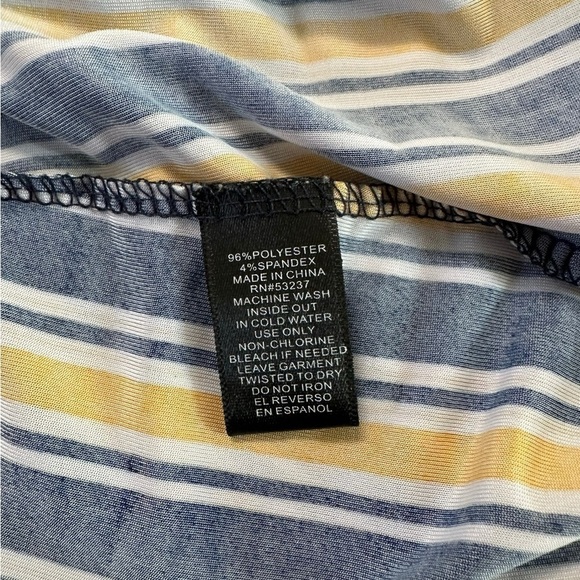 96%POLYESTER
4%SPANDEX
MADE IN CHINA
RN#53237
MACHINE WASH
INSIDE OUT
IN COLD WATER
USE ONLY
NON-CHLORINE
BLEACH IF NEEDED
LEAVE GARMENT
TWISTED TO DRY
DO NOT IRON
EL REVERSO
EN ESPANOL